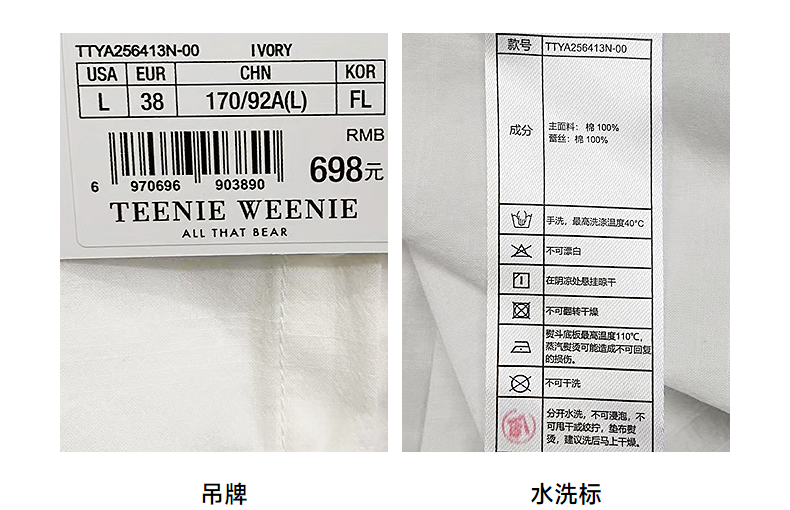 TTYA256413N-00 IVORY
USA EUR CHN KOR
L 38 170/92A(L) FL
RMB
698元
6 970696 903890
TEENIE WEENIE
ALL THAT BEAR
吊牌
款号 TTYA256413N-00
成分 主面料: 棉 100%
蕾丝: 棉 100%
手洗，最高洗涤温度40°C
不可漂白
在阴凉处悬挂晾干
不可翻转干燥
熨斗底板最高温度110℃，
蒸汽熨烫可能造成不可回复
的损伤。
不可干洗
分开水洗，不可浸泡，不
可甩干或绞拧，垫布熨
烫，建议洗后马上干燥。
水洗标